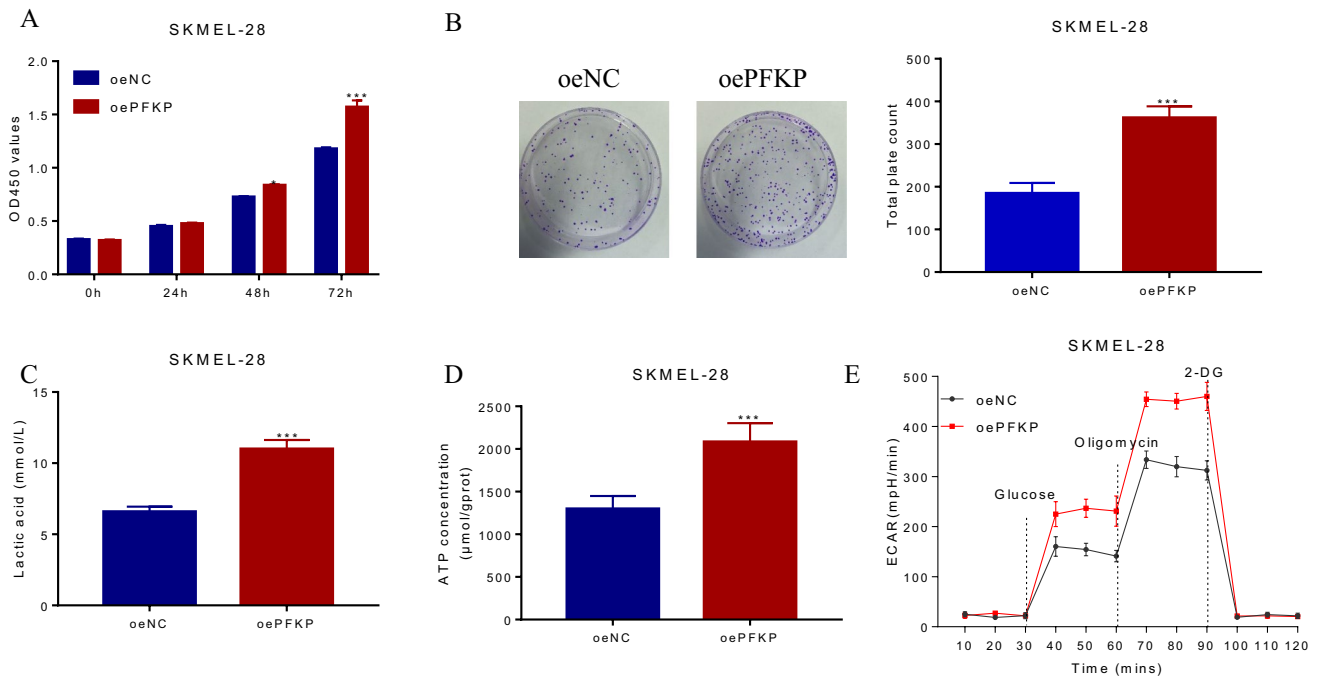 A
SKMEL-28
OD450 values
2.0
1.5
1.0
0.5
0.0
oeNC
oePFKP
*
***
0h
24h
48h
72h
B
oeNC
oePFKP
SKMEL-28
Total plate count
500
400
300
200
100
0
***
oeNC
oePFKP
C
SKMEL-28
Lactic acid (mmol/L)
15
10
5
0
***
oeNC
oePFKP
D
SKMEL-28
ATP concentration
(μmol/gprot)
2500
2000
1500
1000
500
0
***
oeNC
oePFKP
E
SKMEL-28
2-DG
oeNC
oePFKP
Oligomycin
Glucose
ECAR(mpH/min)
500
400
300
200
100
0
10
20
30
40
50
60
70
80
90
100
110
120
Time (mins)